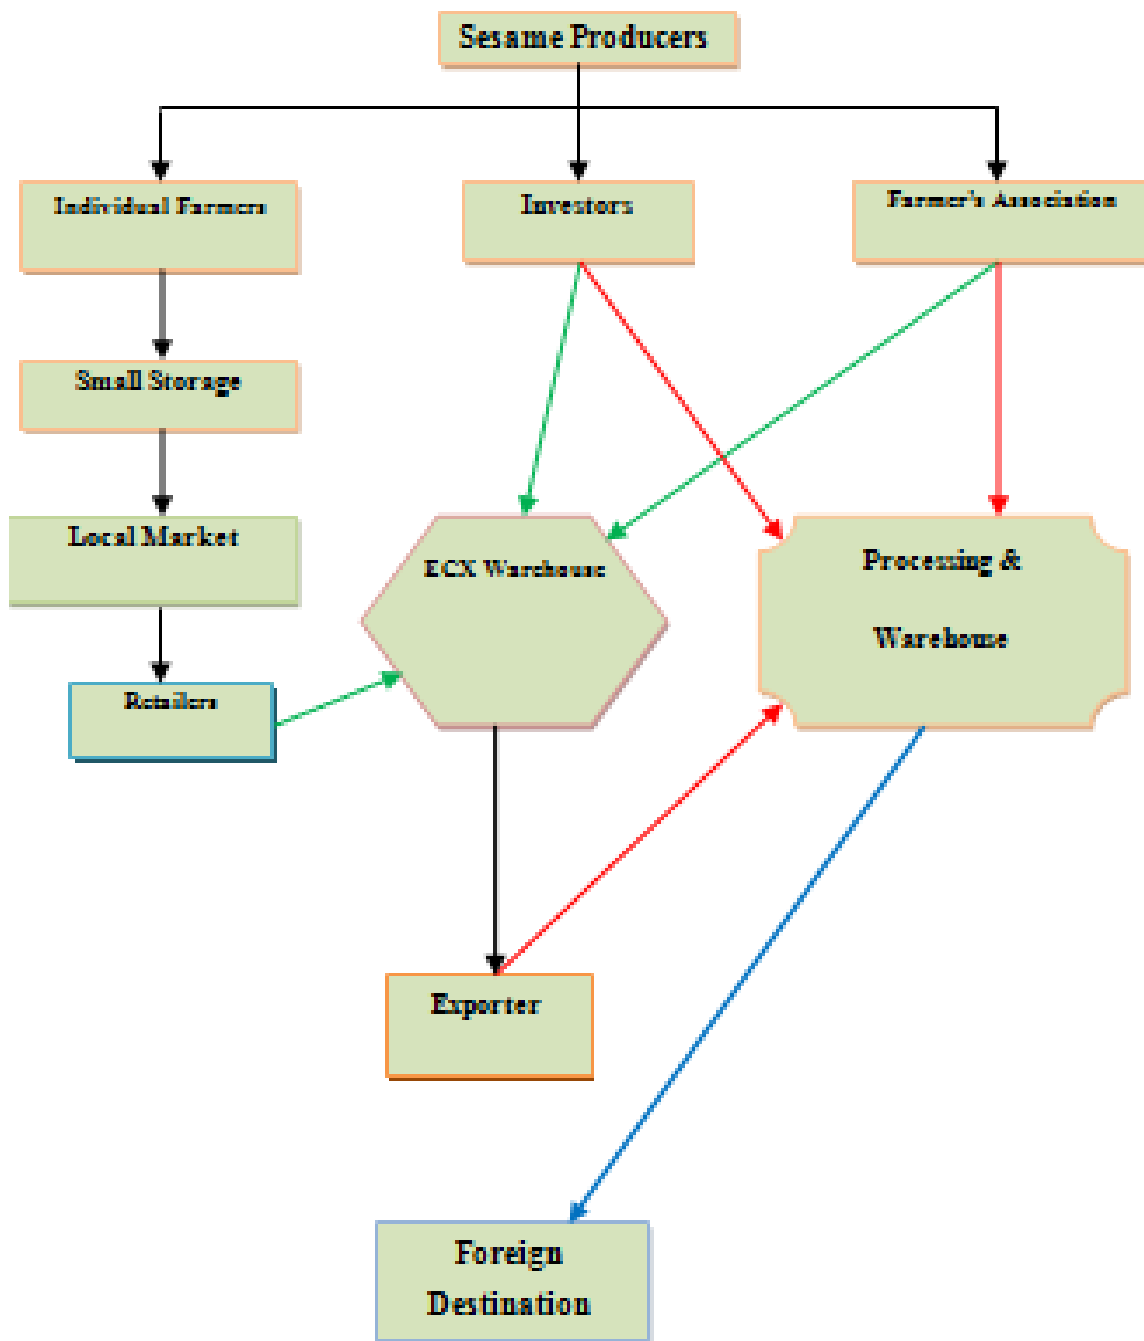 Sesame Producers
Individual Farmers
Investors
Farmer's Association
Small Storage
Local Market
ECX Warehouse
Processing &
Warehouse
Retailers
Exporter
Foreign
Destination